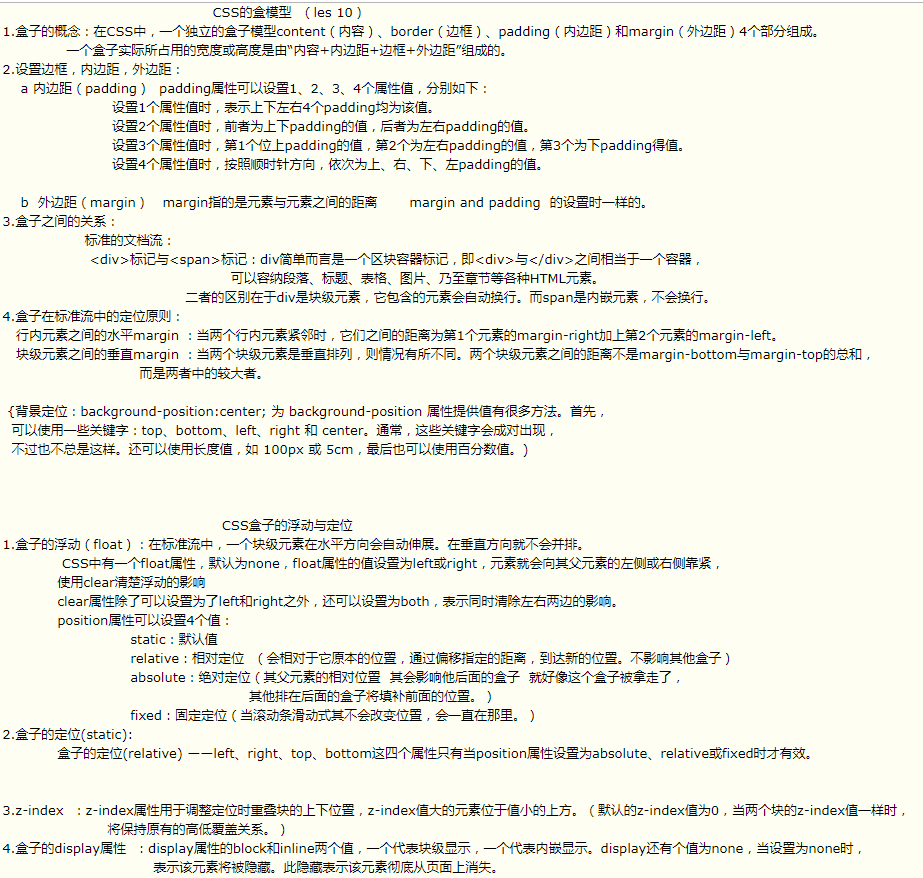 CSS的盒模型 （les 10）
1.盒子的概念：在CSS中，一个独立的盒子模型content（内容）、border（边框）、padding（内边距）和margin（外边距）4个部分组成。
一个盒子实际所占用的宽度或高度是由“内容+内边距+边框+外边距”组成的。
2.设置边框，内边距，外边距：
a 内边距（padding） padding属性可以设置1、2、3、4个属性值，分别如下：
设置1个属性值时，表示上下左右4个padding均为该值。
设置2个属性值时，前者为上下padding的值，后者为左右padding的值。
设置3个属性值时，第1个位上padding的值，第2个为左右padding的值，第3个为下padding得值。
设置4个属性值时，按照顺时针方向，依次为上、右、下、左padding的值。
b 外边距（margin） margin指的是元素与元素之间的距离 margin and padding 的设置时一样的。
3.盒子之间的关系：
标准的文档流：
<div>标记与<span>标记：div简单而言是一个区块容器标记，即<div>与</div>之间相当于一个容器，
可以容纳段落、标题、表格、图片、乃至章节等各种HTML元素。
二者的区别在于div是块级元素，它包含的元素会自动换行。而span是内嵌元素，不会换行。
4.盒子在标准流中的定位原则：
行内元素之间的水平margin ：当两个行内元素紧邻时，它们之间的距离为第1个元素的margin-right加上第2个元素的margin-left。
块级元素之间的垂直margin ：当两个块级元素是垂直排列，则情况有所不同。两个块级元素之间的距离不是margin-bottom与margin-top的总和，
而是两者中的较大者。
{背景定位：background-position:center; 为 background-position 属性提供值有很多方法。首先，
可以使用一些关键字：top、bottom、left、right 和 center。通常，这些关键字会成对出现，
不过也不总是这样。还可以使用长度值，如 100px 或 5cm，最后也可以使用百分数值。)
CSS盒子的浮动与定位
1.盒子的浮动（float）：在标准流中，一个块级元素在水平方向会自动伸展。在垂直方向就不会并排。
CSS中有一个float属性，默认为none，float属性的值设置为left或right，元素就会向其父元素的左侧或右侧靠紧，
使用clear清楚浮动的影响
clear属性除了可以设置为了left和right之外，还可以设置为both，表示同时清除左右两边的影响。
position属性可以设置4个值：
static：默认值
relative：相对定位 （会相对于它原本的位置，通过偏移指定的距离，到达新的位置。不影响其他盒子）
absolute：绝对定位（其父元素的相对位置 其会影响他后面的盒子 就好像这个盒子被拿走了，
其他排在后面的盒子将填补前面的位置。）
fixed：固定定位（当滚动条滑动式其不会改变位置，会一直在那里。）
2.盒子的定位(static):
盒子的定位(relative) ——left、right、top、bottom这四个属性只有当position属性设置为absolute、relative或fixed时才有效。
3.z-index ：z-index属性用于调整定位时重叠块的上下位置，z-index值大的元素位于值小的上方。（默认的z-index值为0，当两个块的z-index值一样时，
将保持原有的高低覆盖关系。）
4.盒子的display属性 ：display属性的block和inline两个值，一个代表块级显示，一个代表内嵌显示。display还有个值为none，当设置为none时，
表示该元素将被隐藏。此隐藏表示该元素彻底从页面上消失。